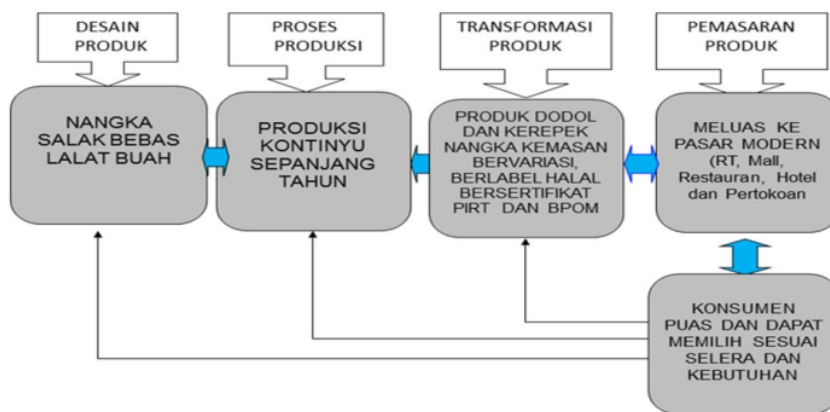 DESAIN
PRODUK
PROSES
PRODUKSI
TRANSFORMASI
PRODUK
PEMASARAN
PRODUK
NANGKA
SALAK BEBAS
LALAT BUAH
PRODUKSI
KONTINYU
SEPANJANG
TAHUN
PRODUK DODOL
DAN KEREPEK
NANGKA KEMASAN
BERVARIASI,
BERLABEL HALAL
BERSERTIFIKAT
PIRT DAN BPOM
MELUAS KE
PASAR MODERN
(RT, Mall,
Restauran, Hotel
dan Pertokoan
KONSUMEN
PUAS DAN DAPAT
MEMILIH SESUAI
SELERA DAN
KEBUTUHAN